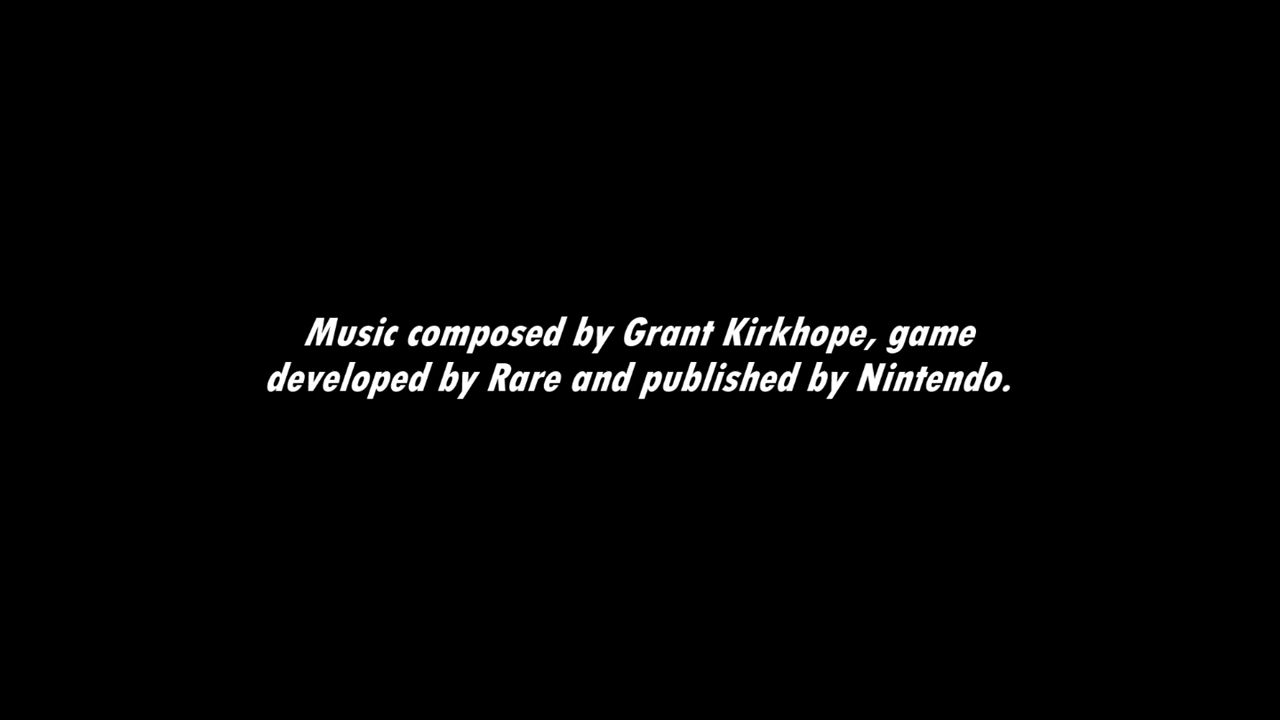 Music composed by Grant Kirkhope, game
developed by Rare and published by Nintendo.